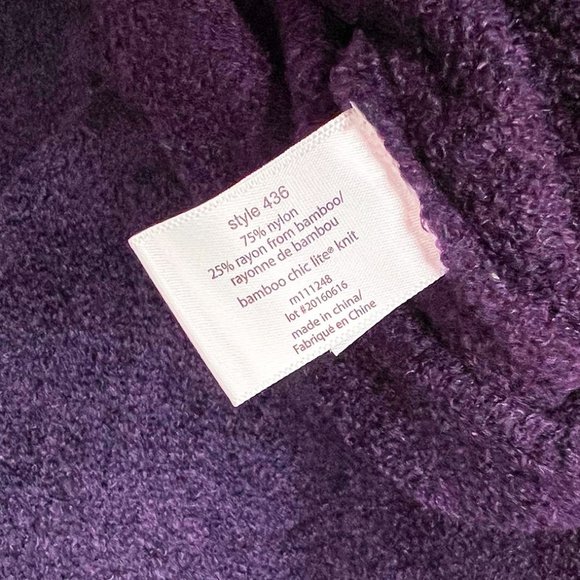 style 436
75% nylon
25% rayon from bamboo/
rayonne de bambou
bamboo chic lite® knit
rn111248
lot #20160616
made in china/
Fabriqué en Chine